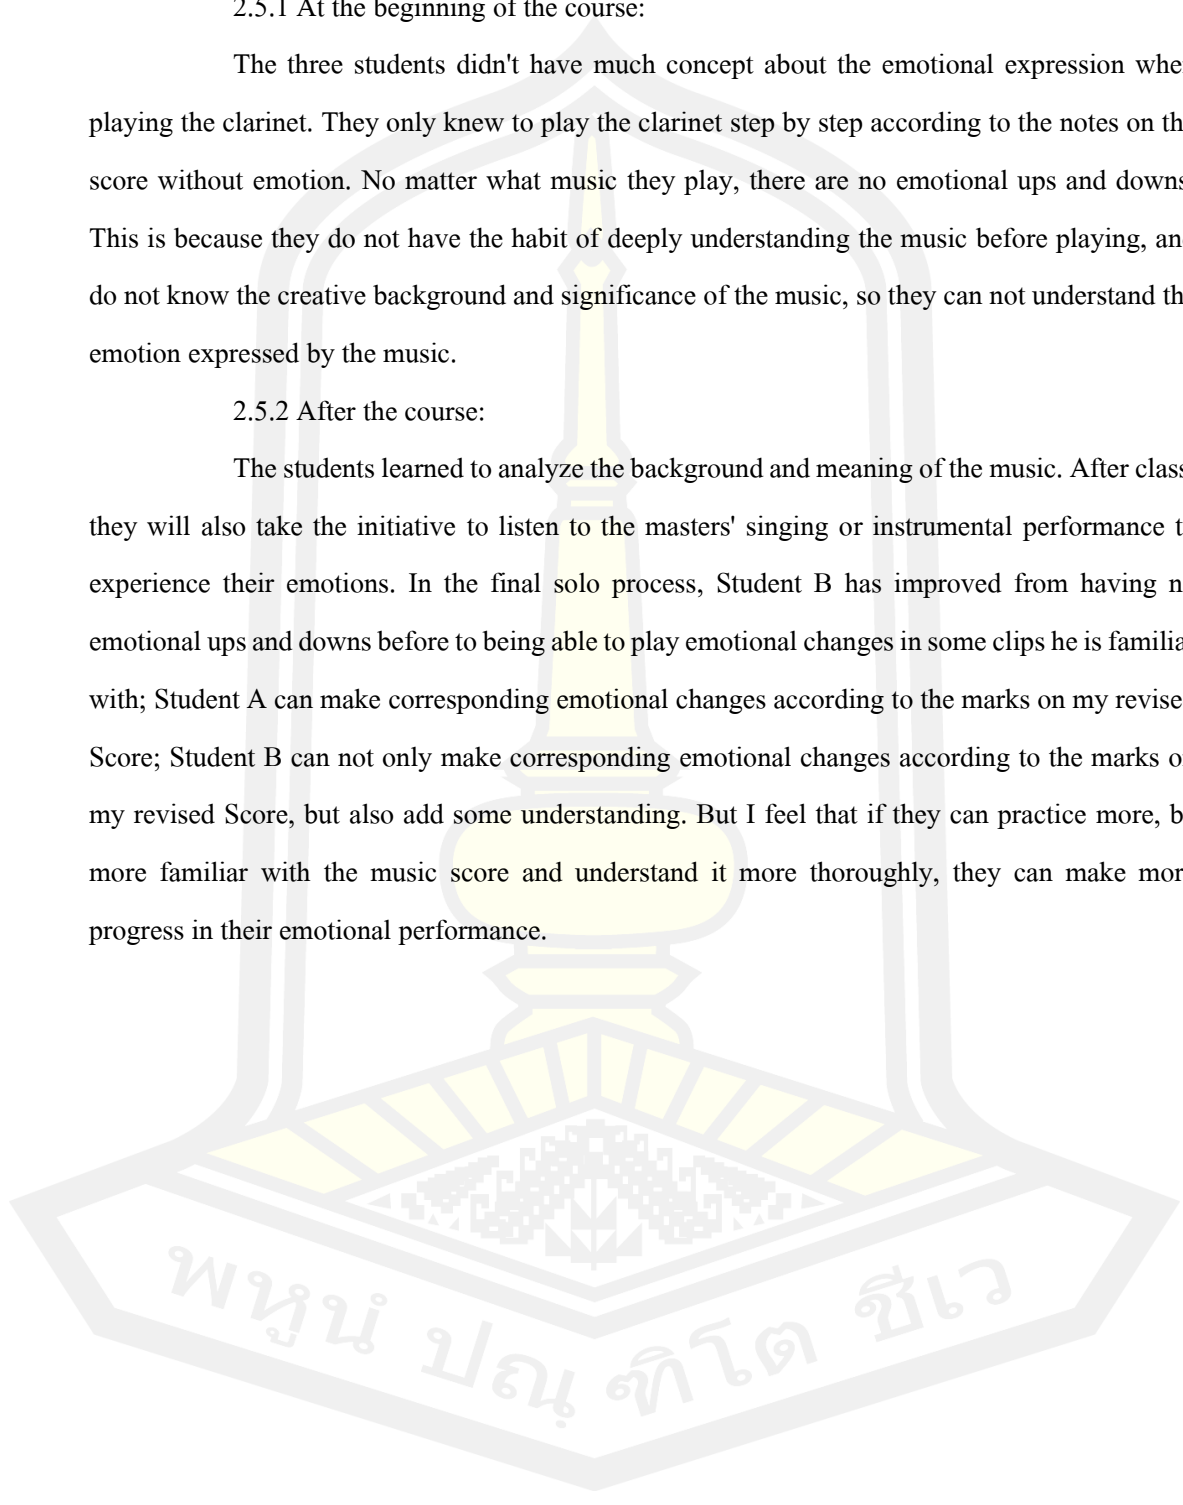 2.5.1 At the beginning of the course:
The three students didn't have much concept about the emotional expression whe
playing the clarinet. They only knew to play the clarinet step by step according to the notes on th
score without emotion. No matter what music they play, there are no emotional ups and downs
This is because they do not have the habit of deeply understanding the music before playing, an
do not know the creative background and significance of the music, so they can not understand th
emotion expressed by the music.
2.5.2 After the course:
The students learned to analyze the background and meaning of the music. After class
they will also take the initiative to listen to the masters' singing or instrumental performance t
experience their emotions. In the final solo process, Student B has improved from having n
emotional ups and downs before to being able to play emotional changes in some clips he is familia
with; Student A can make corresponding emotional changes according to the marks on my revise
Score; Student B can not only make corresponding emotional changes according to the marks o
my revised Score, but also add some understanding. But I feel that if they can practice more, b
more familiar with the music score and understand it more thoroughly, they can make mor
progress in their emotional performance.
พหูนํ ปณฺฑิโต ชีเว